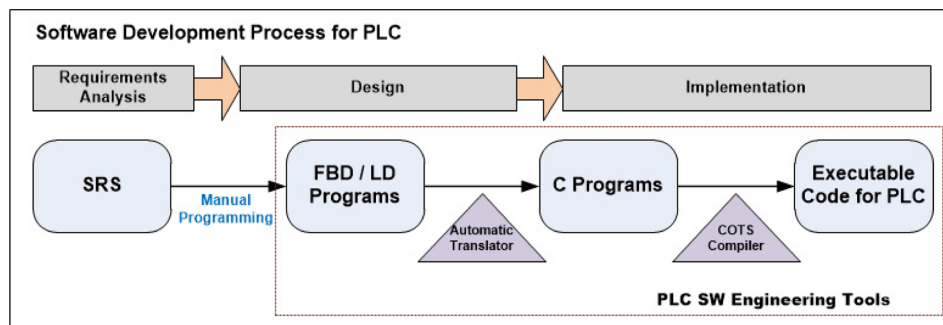 Software Development Process for PLC
Requirements
Analysis
Design
Implementation
SRS
Manual
Programming
FBD / LD
Programs
Automatic
Translator
C Programs
COTS
Compiler
Executable
Code for PLC
PLC SW Engineering Tools